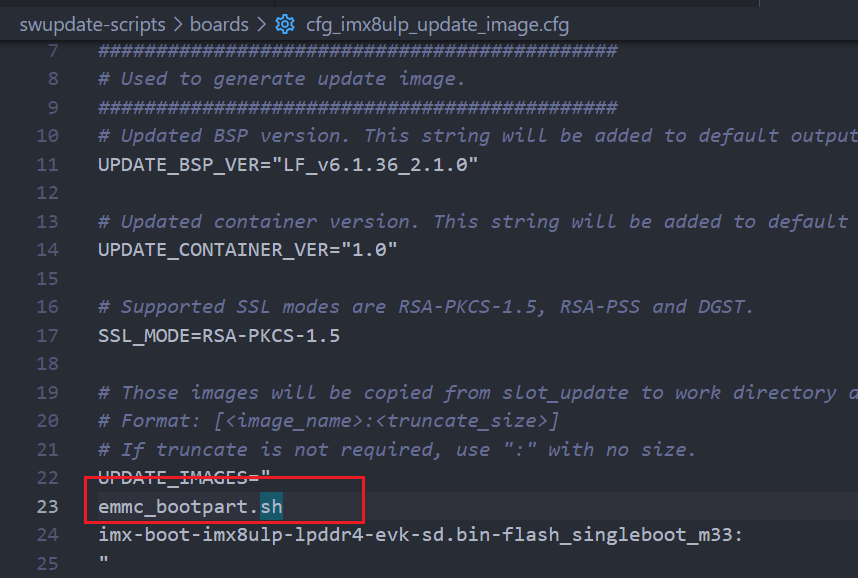 swupdate-scripts > boards > cfg_imx8ulp_update_image.cfg
7 #############################################
8 # Used to generate update image.
9 #############################################
10 # Updated BSP version. This string will be added to default output
11 UPDATE_BSP_VER="LF_v6.1.36_2.1.0"
12
13 # Updated container version. This string will be added to default
14 UPDATE_CONTAINER_VER="1.0"
15
16 # Supported SSL modes are RSA-PKCS-1.5, RSA-PSS and DGST.
17 SSL_MODE=RSA-PKCS-1.5
18
19 # Those images will be copied from slot_update to work directory a
20 # Format: [<image_name>:<truncate_size>]
21 # If truncate is not required, use ":" with no size.
22 UPDATE_IMAGES="
23 emmc_bootpart.sh
24 imx-boot-imx8ulp-lpddr4-evk-sd.bin-flash_singleboot_m33:
25 "